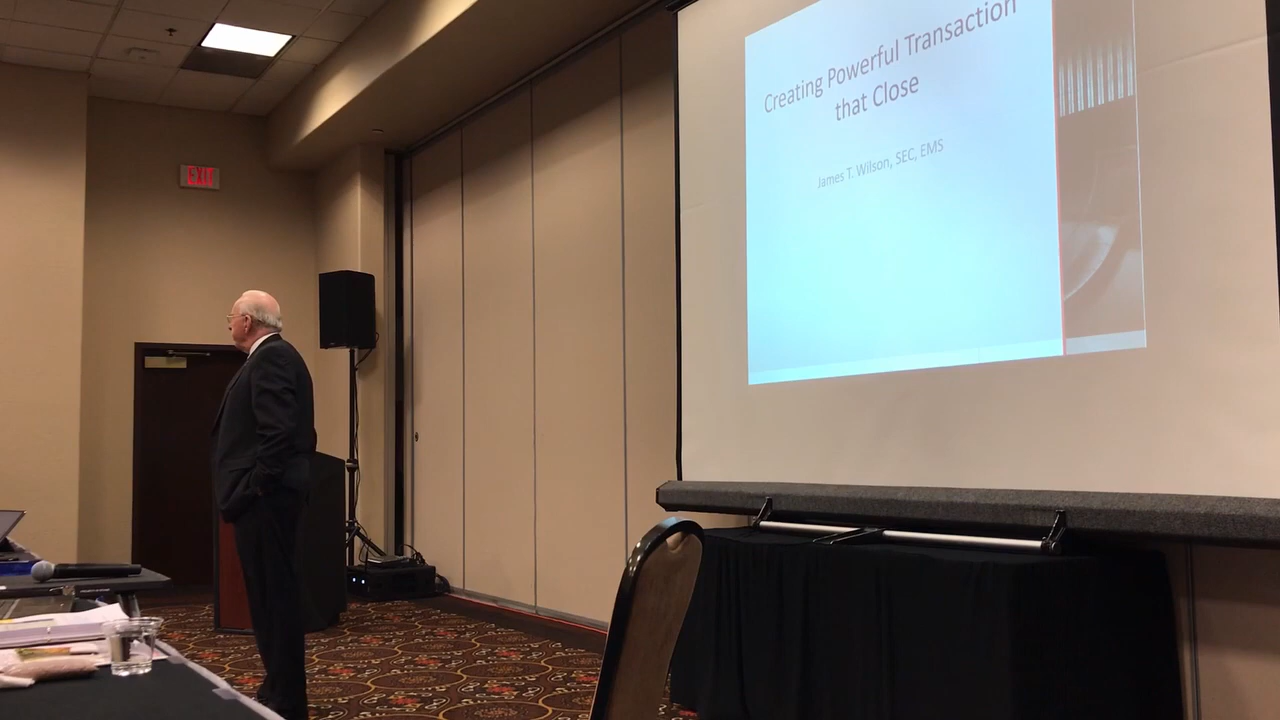 Creating Powerful Transaction
that Close
James T. Wilson, SEC, EMS
EXIT